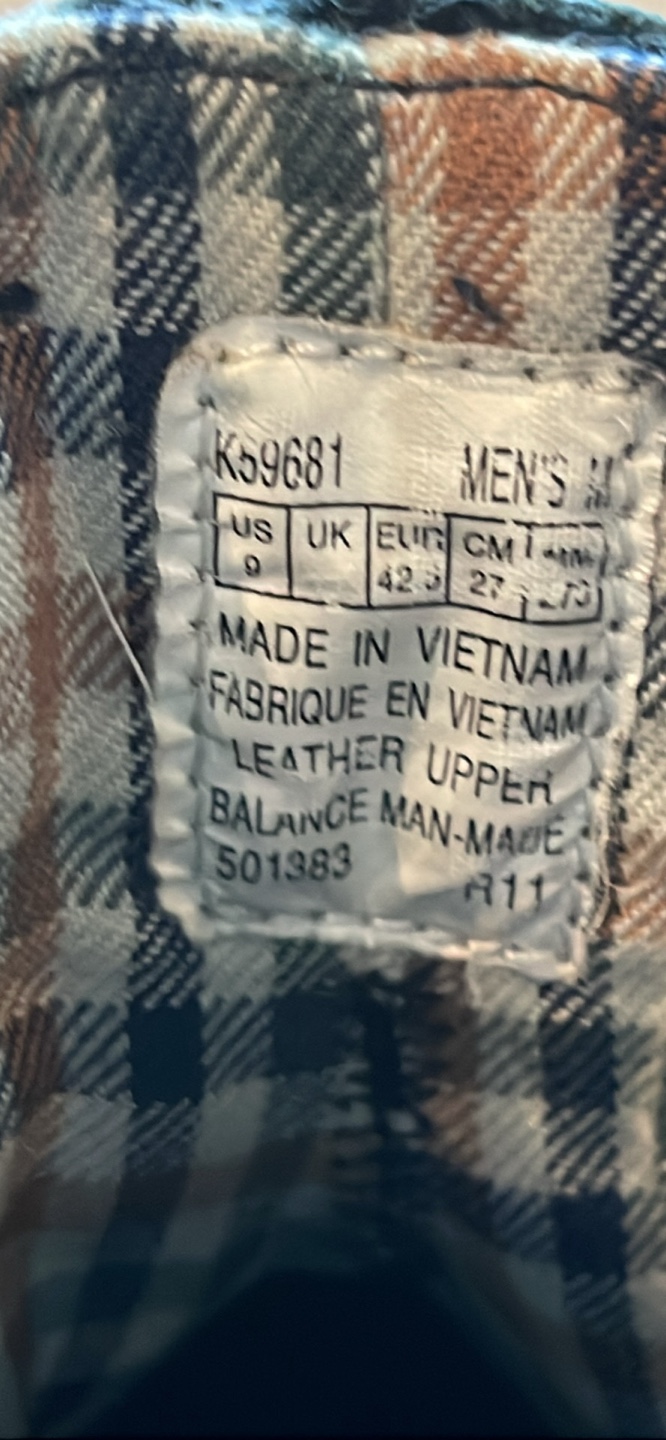 K59681 MEN'S M
US UK EUR CM
9 42.5 27
MADE IN VIETNAM
FABRIQUE EN VIETNAM
LEATHER UPPER
BALANCE MAN-MADE
501383 R11